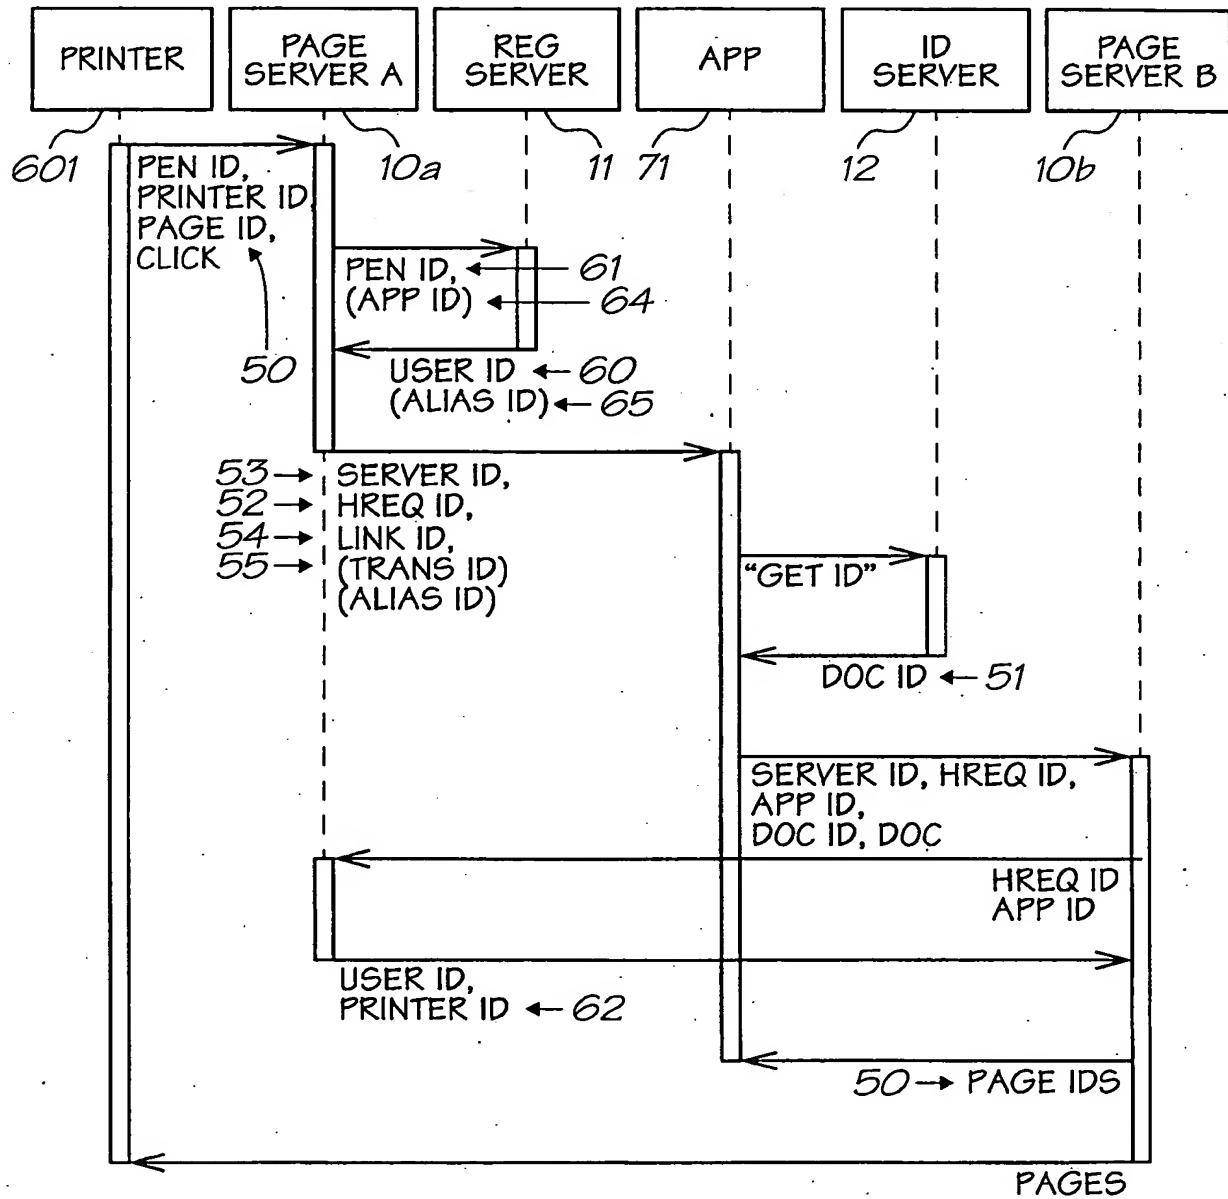 PRINTER
PAGE
SERVER A
REG
SERVER
APP
ID
SERVER
PAGE
SERVER B
601
10a
11
71
12
10b
PEN ID,
PRINTER ID,
PAGE ID,
CLICK
50
PEN ID, 61
(APP ID) 64
USER ID 60
(ALIAS ID) 65
53 SERVER ID,
52 HREQ ID,
54 LINK ID,
55 (TRANS ID)
(ALIAS ID)
“GET ID”
DOC ID 51
SERVER ID, HREQ ID,
APP ID,
DOC ID, DOC
HREQ ID
APP ID
USER ID,
PRINTER ID 62
50 PAGE IDS
PAGES